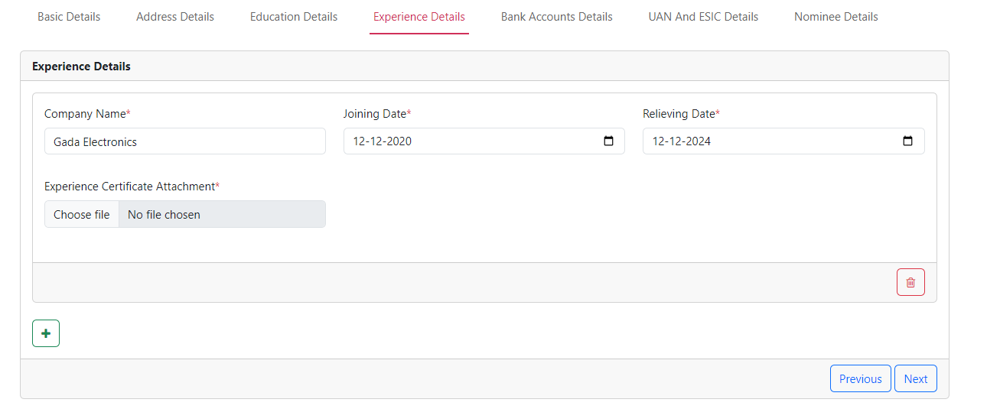 Basic Details Address Details Education Details Experience Details Bank Accounts Details UAN And ESIC Details Nominee Details
Experience Details
Company Name* Joining Date* Relieving Date*
Gada Electronics 12-12-2020 12-12-2024
Experience Certificate Attachment*
Choose file No file chosen
Previous Next